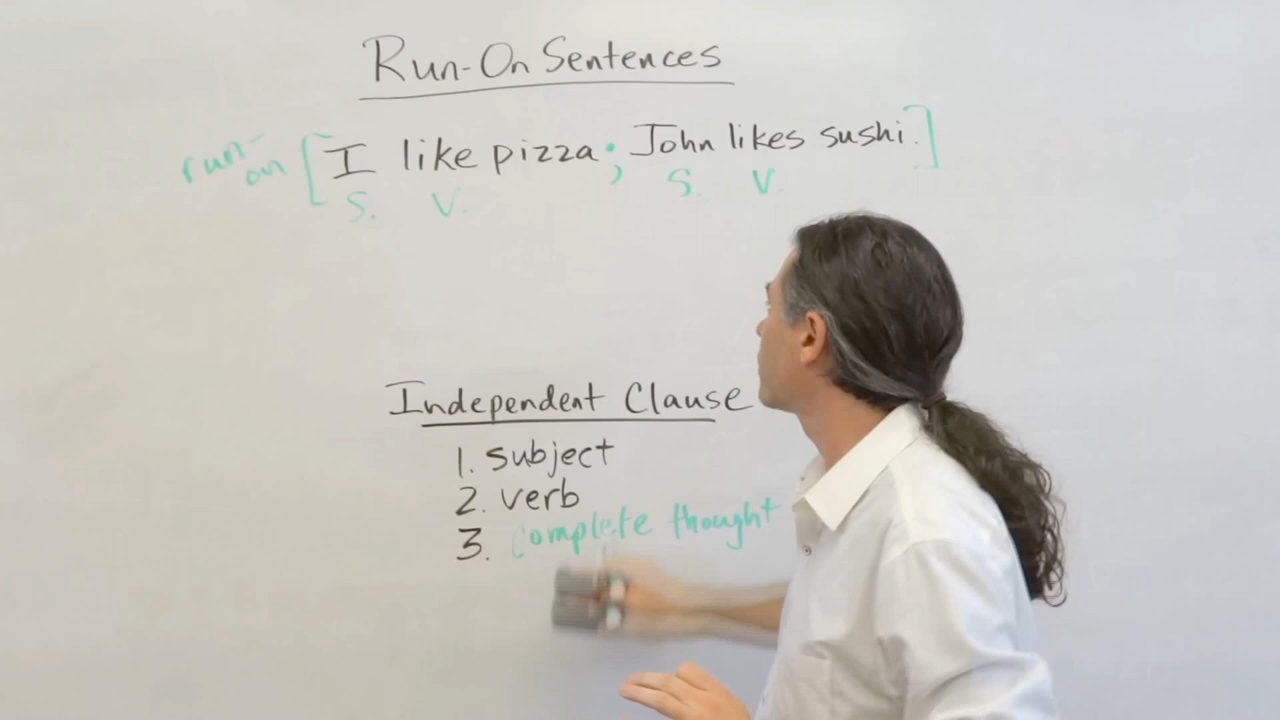 Run-On Sentences
run-on [I like pizza; John likes sushi.]
S. V. S. V.
Independent Clause
1. subject
2. verb
3. complete thought